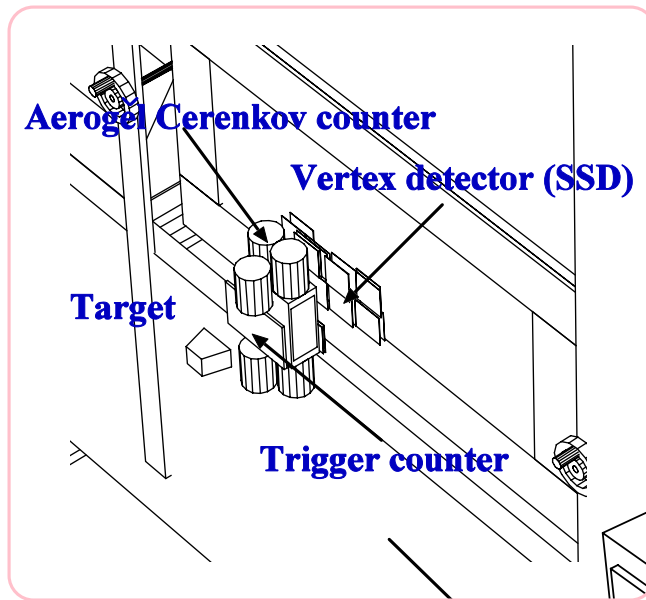 Aerogel Cerenkov counter
Vertex detector (SSD)
Target
Trigger counter